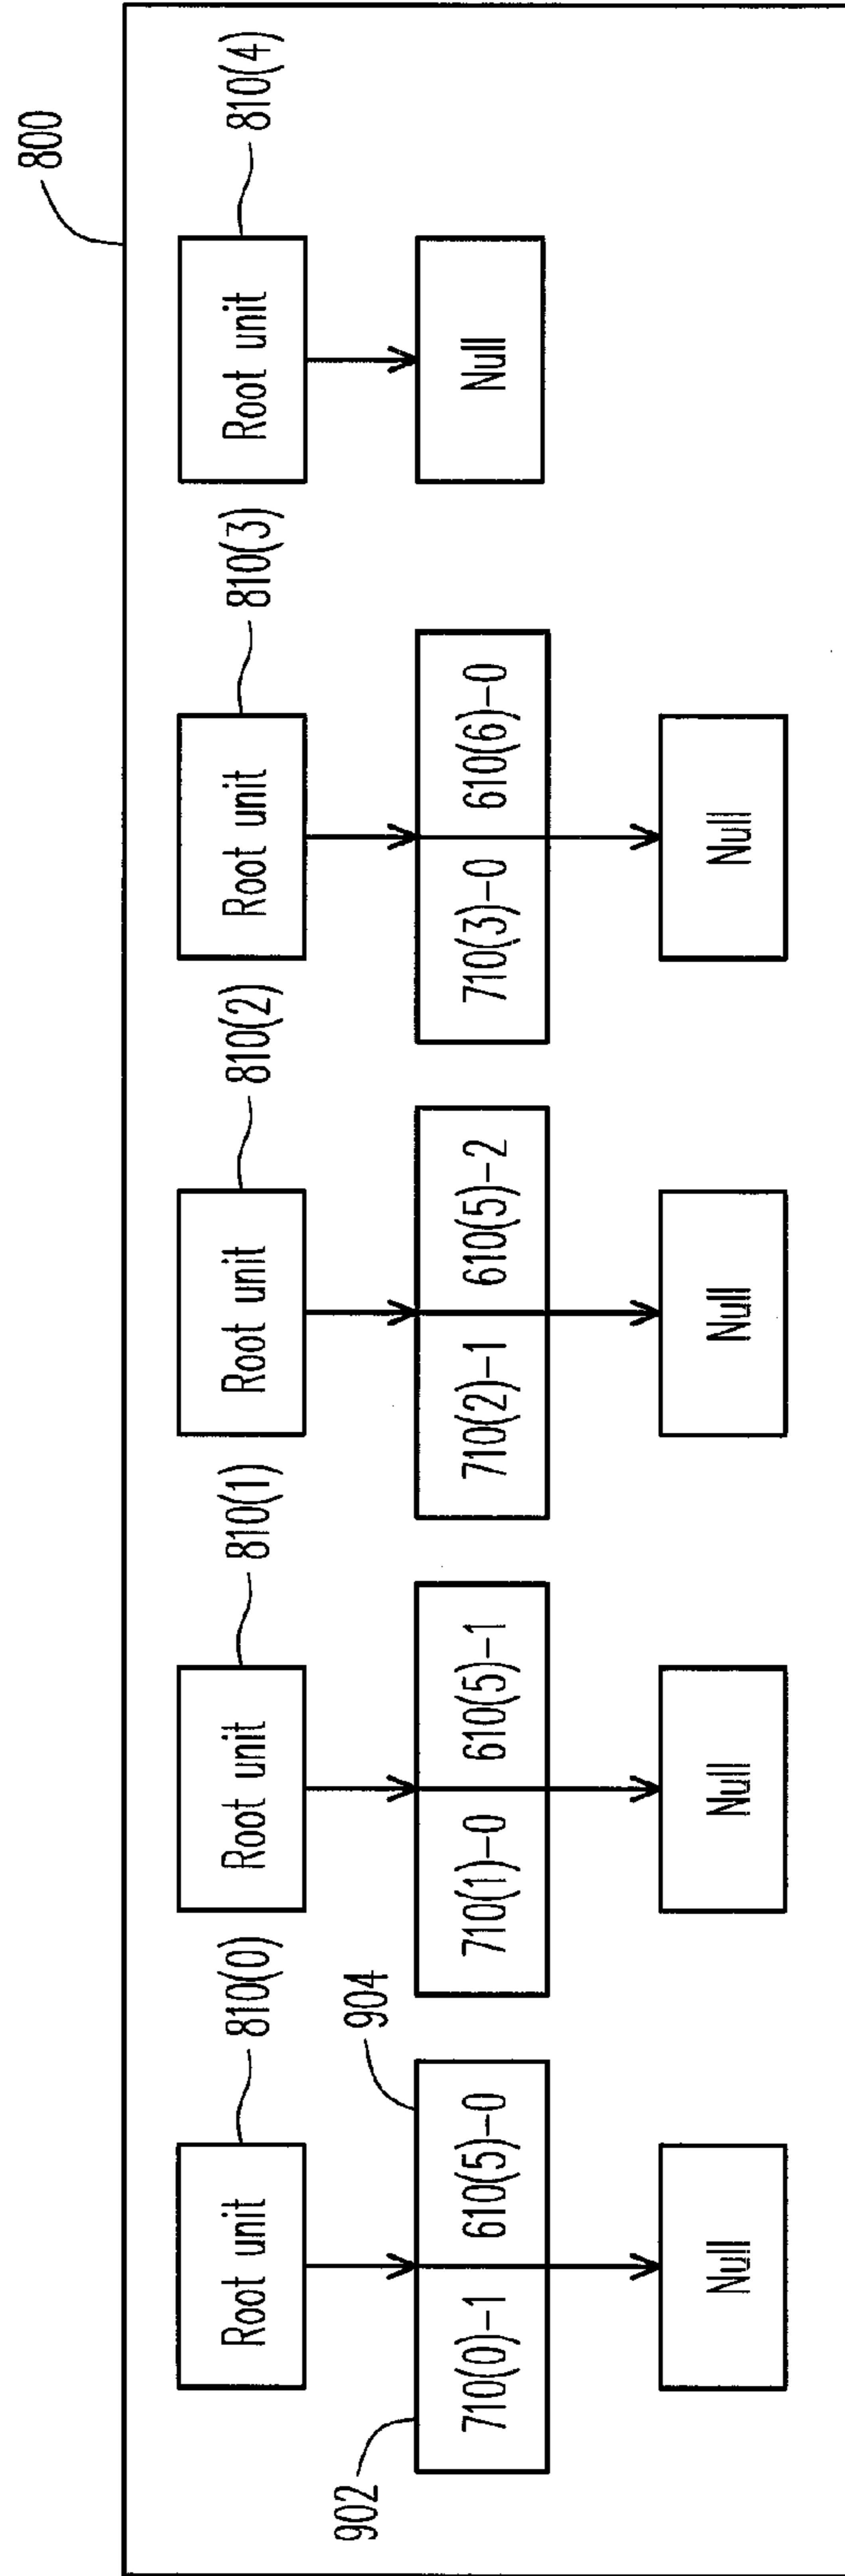 800
810(0)
810(1)
810(2)
810(3)
810(4)
Root unit
Root unit
Root unit
Root unit
Root unit
902
904
710(0)-1
610(5)-0
710(1)-0
610(5)-1
710(2)-1
610(5)-2
710(3)-0
610(6)-0
Null
Null
Null
Null
Null